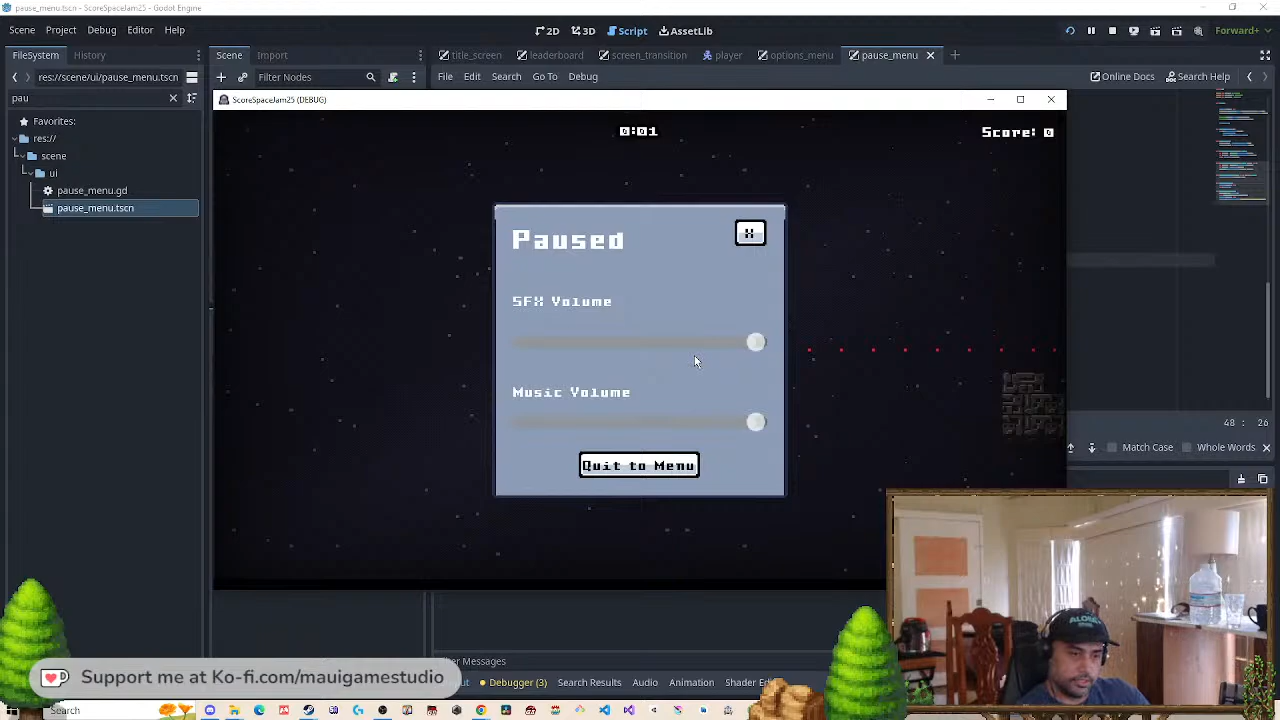 pause_menu.tscn - Godot Engine
Scene Project Debug Editor Help
2D 3D Script AssetLib
Forward+
FileSystem History
Scene Import
title_screen leaderboard screen_transition player options_menu pause_menu
res://scene/ui/pause_menu.tscn
Filter Nodes
File Edit Search Go To Debug
Online Docs Search Help
pau
ScoreSpaceJam25 (DEBUG)
Favorites:
res://
scene
ui
pause_menu.gd
pause_menu.tscn
0:01
Score: 0
Paused
X
SFX Volume
Music Volume
Quit to Menu
48 : 26
Match Case Whole Words
Messages
Debugger (3) Search Results Audio Animation
Support me at Ko-fi.com/mauigamestudio